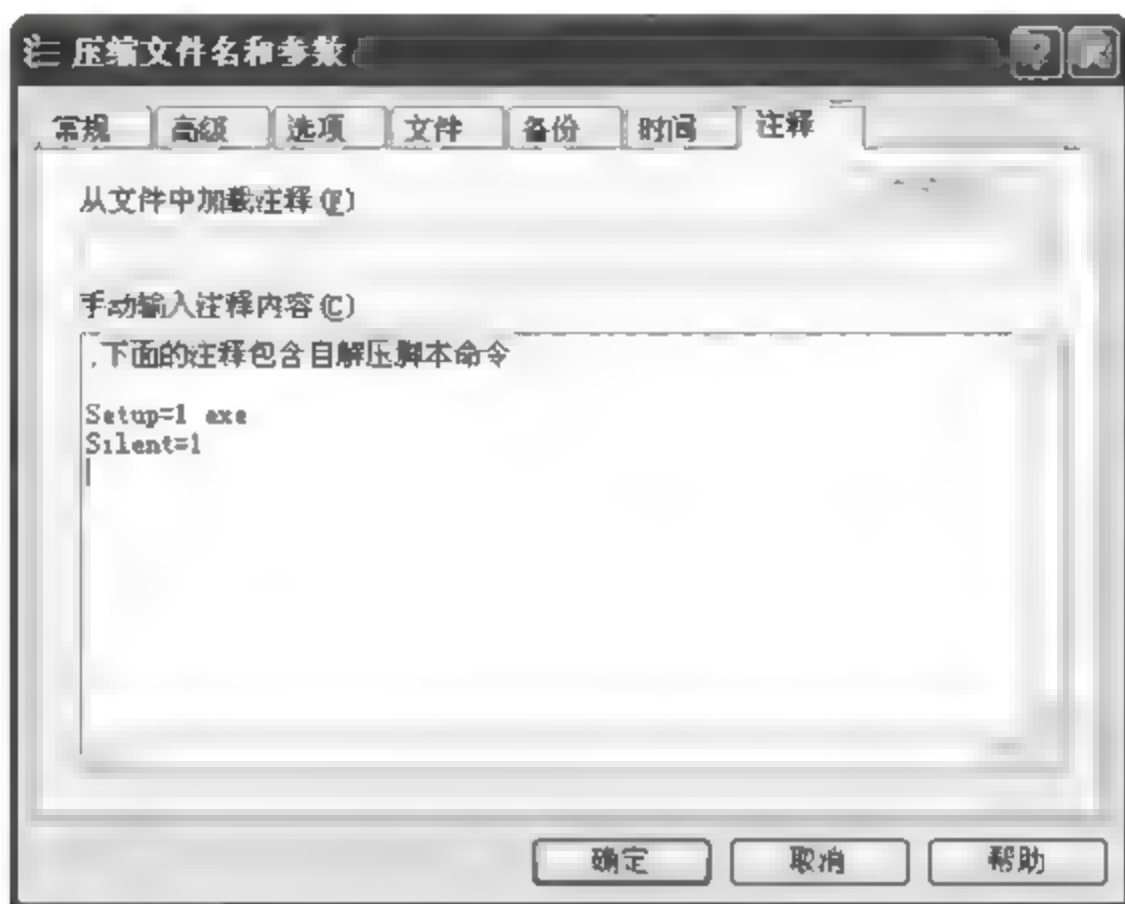 压缩文件名和参数
常规 高级 选项 文件 备份 时间 注释
从文件中加载注释(F)
手动输入注释内容(C)
;下面的注释包含自解压脚本命令
Setup=1 exe
Silent=1
确定 取消 帮助